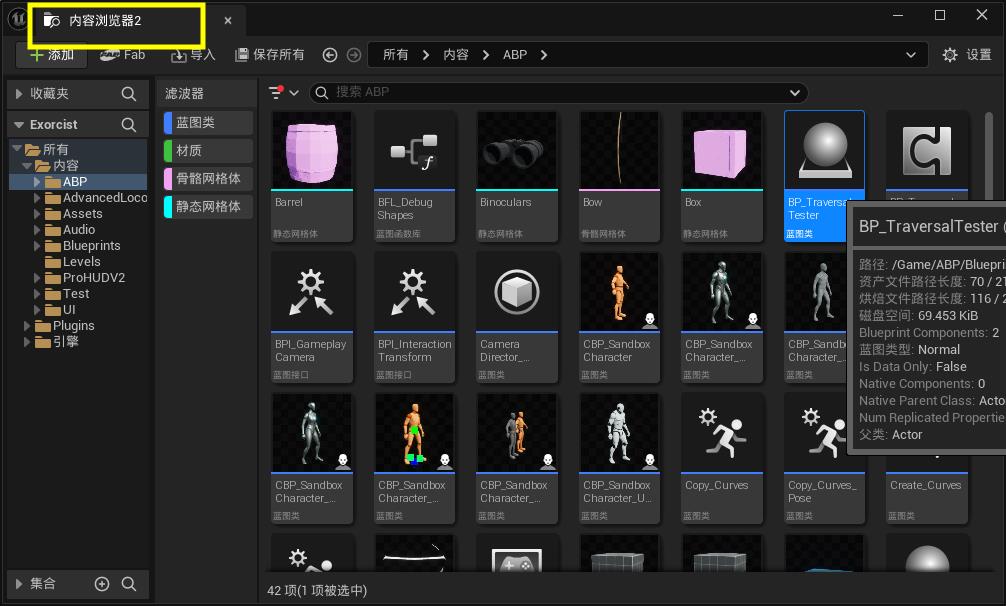 内容浏览器2
添加
Fab
导入
保存所有
所有
内容
ABP
设置
收藏夹
Exorcist
所有
内容
ABP
AdvancedLoco
Assets
Audio
Blueprints
Levels
ProHUDV2
Test
UI
Plugins
引擎
集合
滤波器
蓝图类
材质
骨骼网格体
静态网格体
搜索 ABP
Barrel
静态网格体
BFL_Debug
Shapes
蓝图函数库
Binoculars
静态网格体
Bow
骨骼网格体
Box
静态网格体
BP_Traversal
Tester
蓝图类
BP_TraversalTester (
路径: /Game/ABP/Blueprin
资产文件路径长度: 70 / 21
烘焙文件路径长度: 116 / 2
磁盘空间: 69.453 KiB
Blueprint Components: 2
蓝图类型: Normal
Is Data Only: False
Native Components: 0
Native Parent Class: Acto
Num Replicated Propertie
父类: Actor
BPI_Gameplay
Camera
蓝图接口
BPI_Interaction
Transform
蓝图接口
Camera
Director_...
蓝图类
CBP_Sandbox
Character
蓝图类
CBP_Sandbox
Character_...
蓝图类
CBP_Sandb
Character_
蓝图类
CBP_Sandbox
Character_...
蓝图类
CBP_Sandbox
Character_...
蓝图类
CBP_Sandbox
Character_...
蓝图类
CBP_Sandbox
Character_U...
蓝图类
Copy_Curves
蓝图类
Copy_Curves_
Pose
蓝图类
Create_Curves
蓝图类
42 项(1 项被选中)